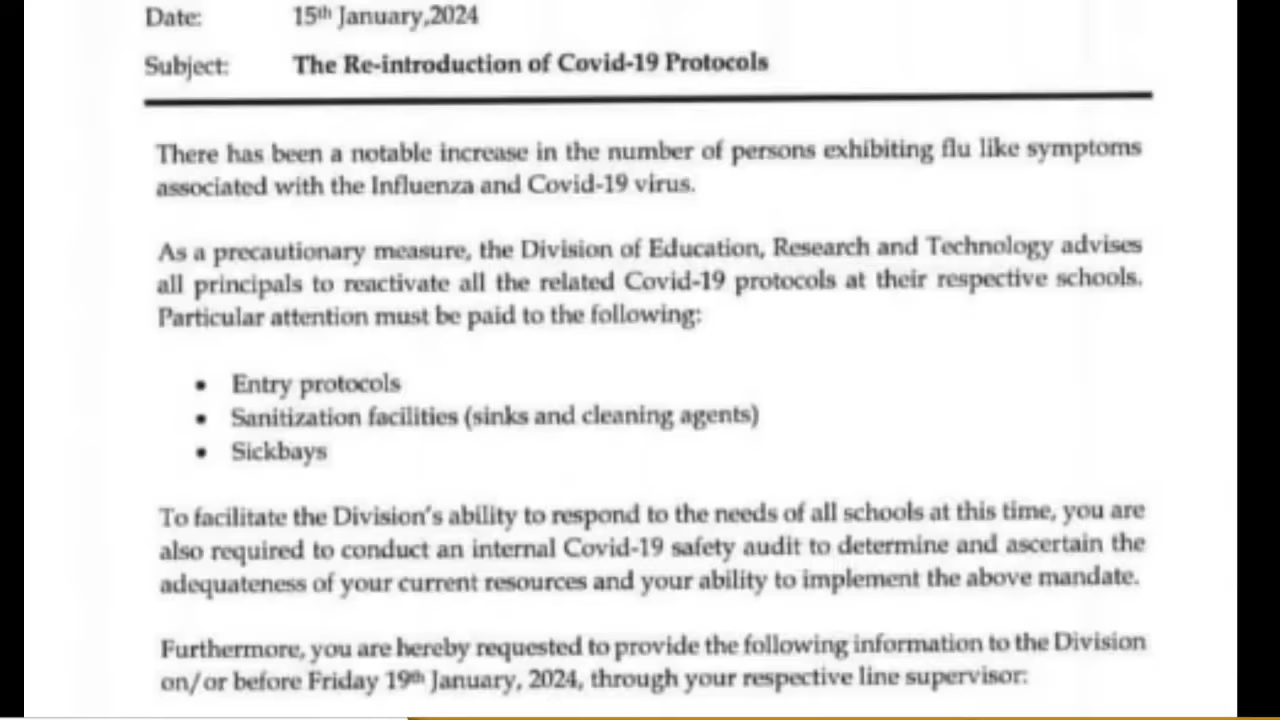 Date: 15th January,2024
Subject: The Re-introduction of Covid-19 Protocols
There has been a notable increase in the number of persons exhibiting flu like symptoms
associated with the Influenza and Covid-19 virus.
As a precautionary measure, the Division of Education, Research and Technology advises
all principals to reactivate all the related Covid-19 protocols at their respective schools.
Particular attention must be paid to the following:
• Entry protocols
• Sanitization facilities (sinks and cleaning agents)
• Sickbays
To facilitate the Division's ability to respond to the needs of all schools at this time, you are
also required to conduct an internal Covid-19 safety audit to determine and ascertain the
adequateness of your current resources and your ability to implement the above mandate.
Furthermore, you are hereby requested to provide the following information to the Division
on/or before Friday 19th January, 2024, through your respective line supervisor: